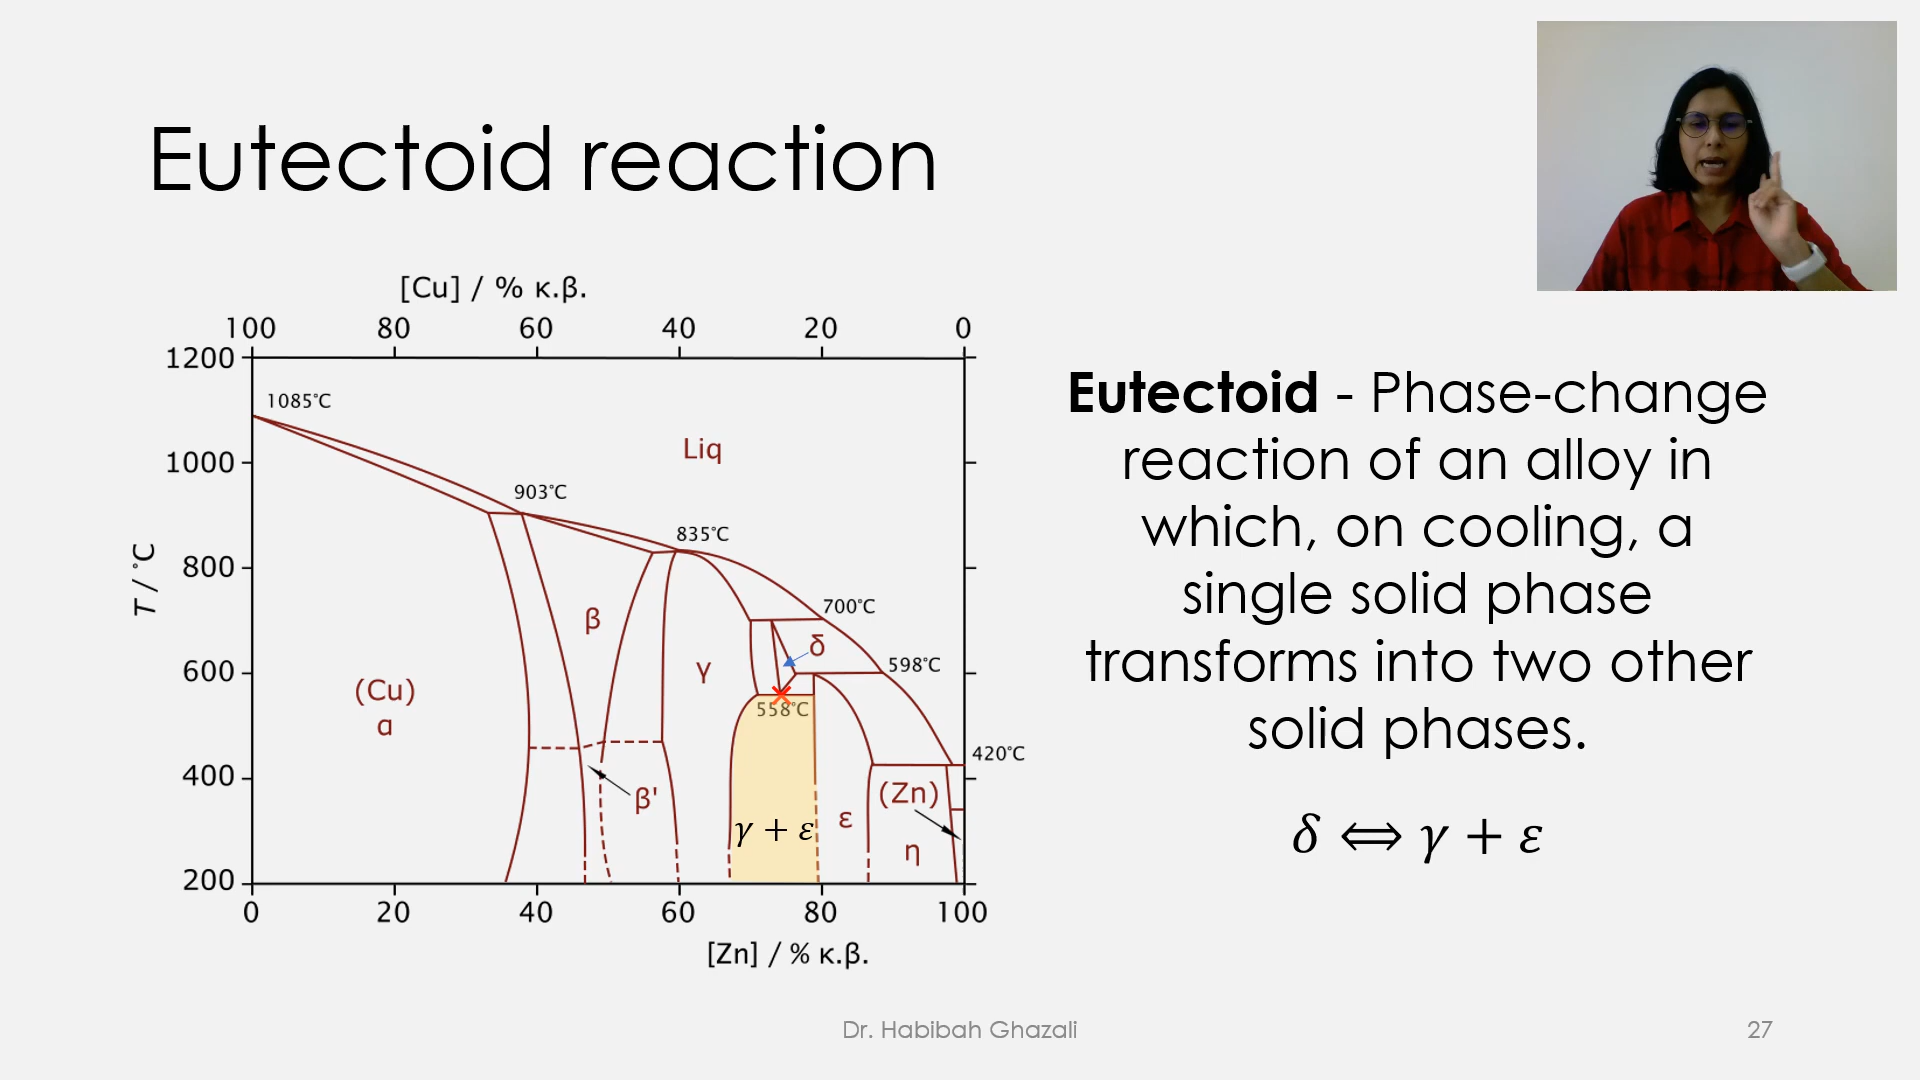 Eutectoid reaction
[Cu] / % κ.β.
100 80 60 40 20 0
1200
1085°C
1000
Liq
903°C
835°C
800
T / °C
β
700°C
δ
600
γ
598°C
(Cu)
α
558°C
420°C
400
β'
(Zn)
ε
γ + ε
η
200
0 20 40 60 80 100
[Zn] / % κ.β.
Eutectoid - Phase-change
reaction of an alloy in
which, on cooling, a
single solid phase
transforms into two other
solid phases.
δ ⟺ γ + ε
Dr. Habibah Ghazali
27